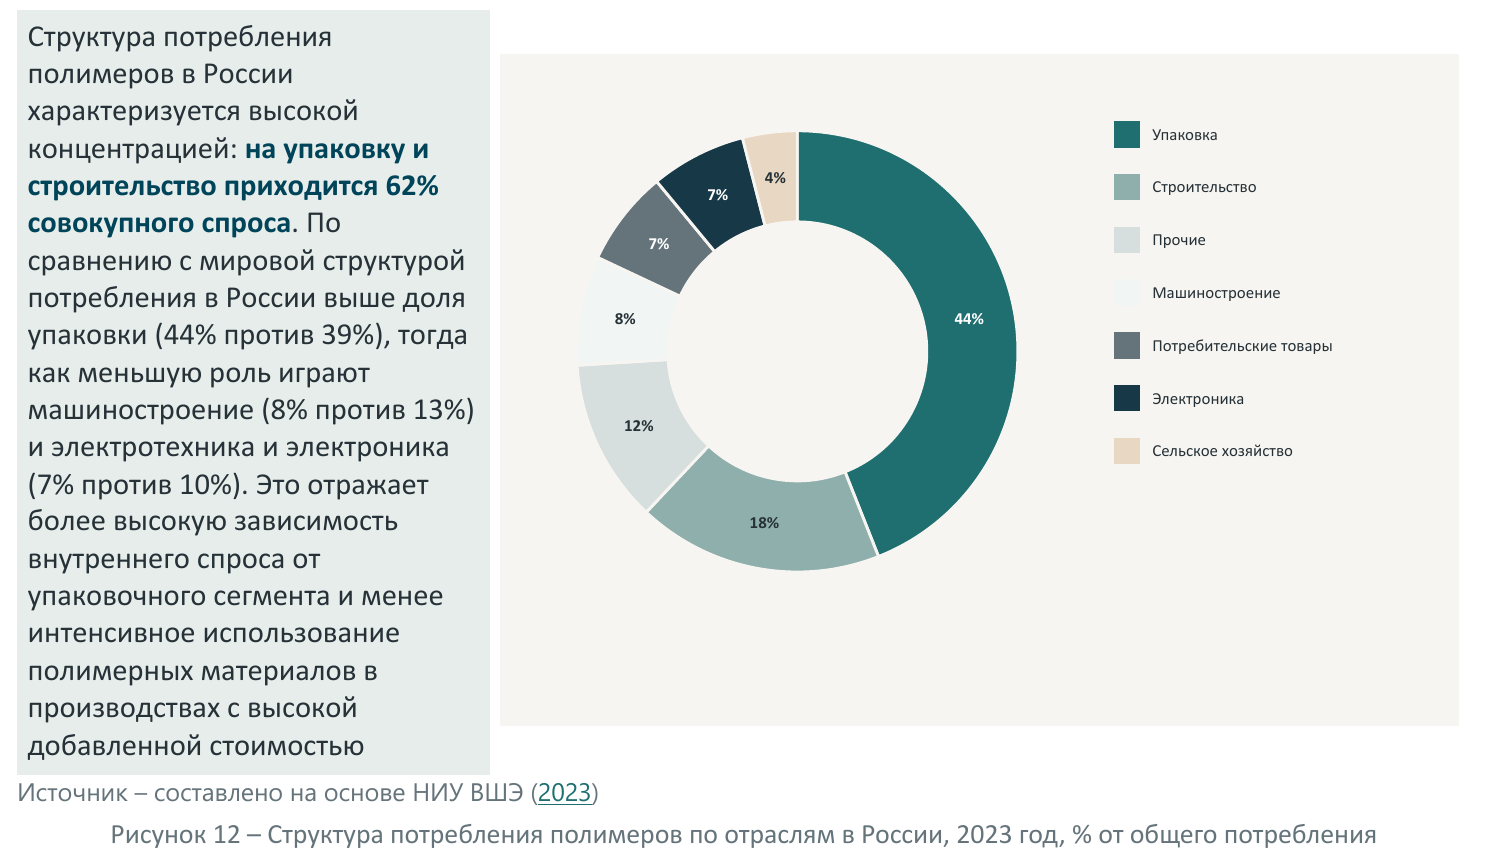 Структура потребления
полимеров в России
характеризуется высокой
концентрацией: на упаковку и
строительство приходится 62%
совокупного спроса. По
сравнению с мировой структурой
потребления в России выше доля
упаковки (44% против 39%), тогда
как меньшую роль играют
машиностроение (8% против 13%)
и электротехника и электроника
(7% против 10%). Это отражает
более высокую зависимость
внутреннего спроса от
упаковочного сегмента и менее
интенсивное использование
полимерных материалов в
производствах с высокой
добавленной стоимостью
4%
7%
7%
8%
44%
12%
18%
Упаковка
Строительство
Прочие
Машиностроение
Потребительские товары
Электроника
Сельское хозяйство
Источник – составлено на основе НИУ ВШЭ (2023)
Рисунок 12 – Структура потребления полимеров по отраслям в России, 2023 год, % от общего потребления